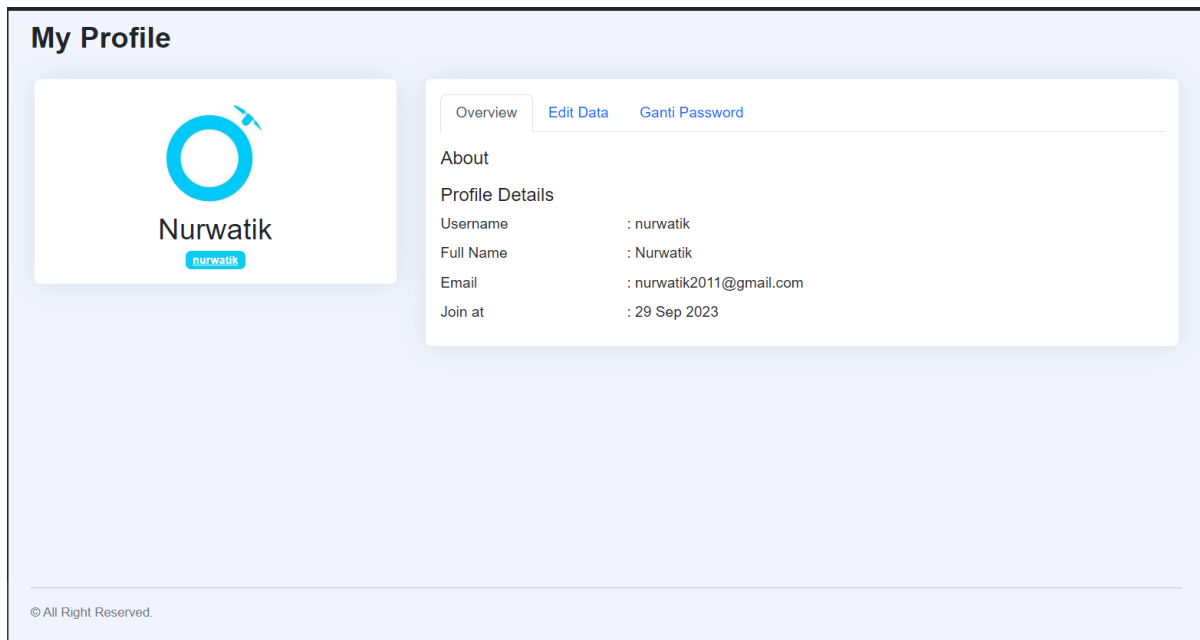 My Profile
Nurwatik
nurwatik
Overview Edit Data Ganti Password
About
Profile Details
Username : nurwatik
Full Name : Nurwatik
Email : nurwatik2011@gmail.com
Join at : 29 Sep 2023
© All Right Reserved.